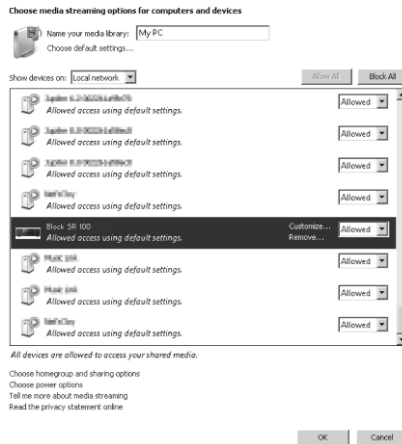 Choose media streaming options for computers and devices
Name your media library: My PC
Choose default settings...
Show devices on: Local network Allow All Block All
Allowed
Allowed access using default settings.
Allowed
Allowed access using default settings.
Allowed
Allowed access using default settings.
Allowed
Allowed access using default settings.
Block SR 100 Customize... Allowed
Allowed access using default settings. Remove...
Allowed
Allowed access using default settings.
Allowed
Allowed access using default settings.
Allowed
Allowed access using default settings.
All devices are allowed to access your shared media.
Choose homegroup and sharing options
Choose power options
Tell me more about media streaming
Read the privacy statement online
OK Cancel